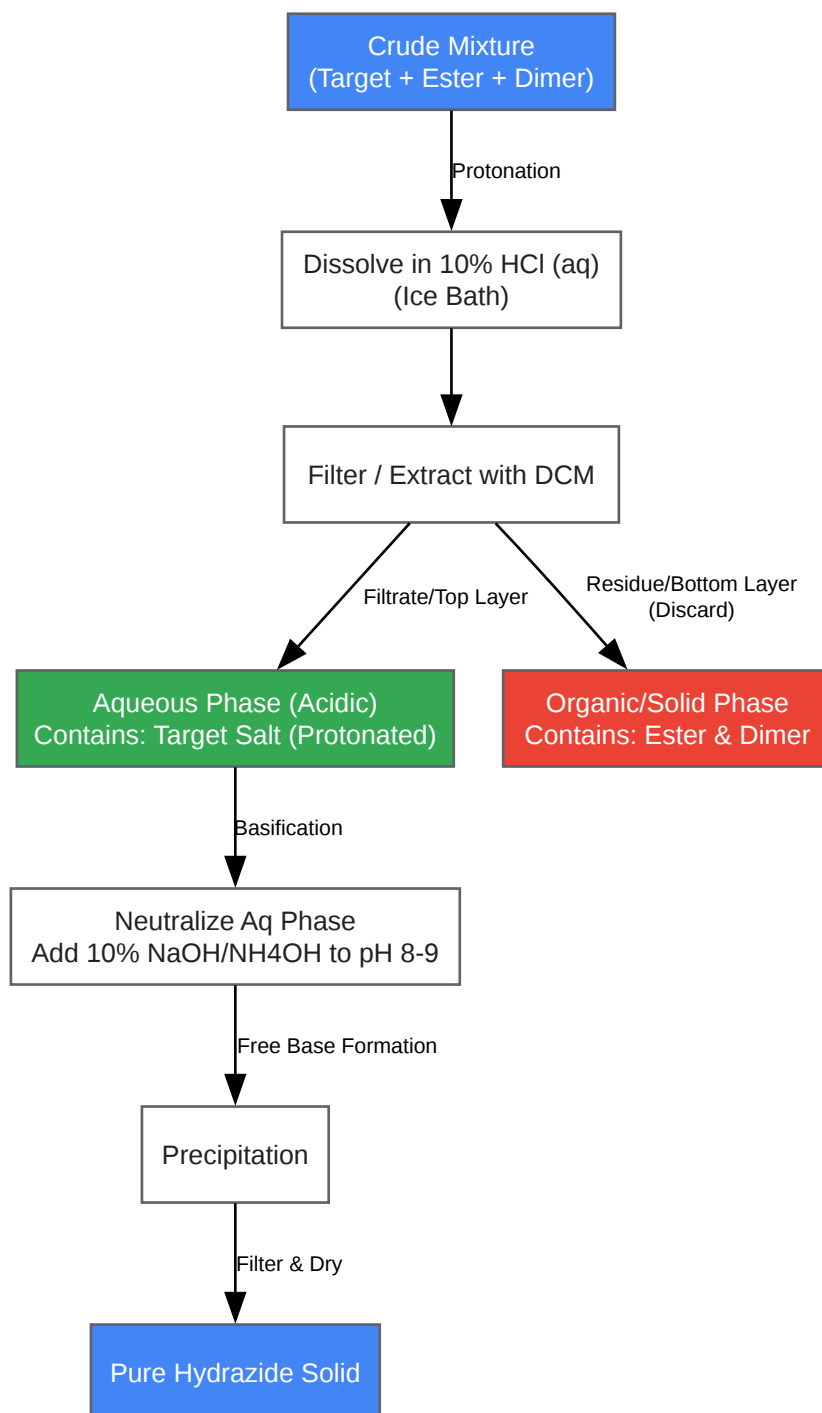 Crude Mixture
(Target + Ester + Dimer)
Protonation
Dissolve in 10% HCl (aq)
(Ice Bath)
Filter / Extract with DCM
Filtrate/Top Layer
Residue/Bottom Layer
(Discard)
Aqueous Phase (Acidic)
Contains: Target Salt (Protonated)
Organic/Solid Phase
Contains: Ester & Dimer
Basification
Neutralize Aq Phase
Add 10% NaOH/NH4OH to pH 8-9
Free Base Formation
Precipitation
Filter & Dry
Pure Hydrazide Solid